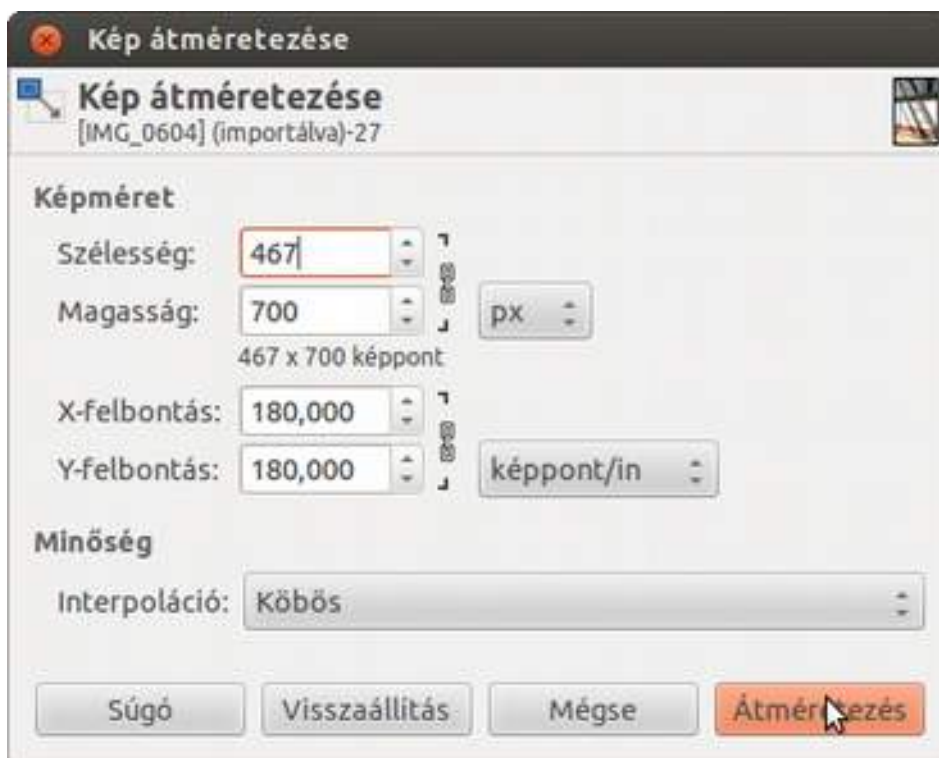 Kép átméretezése
Kép átméretezése
[IMG_0604] (importálva)-27
Képméret
Szélesség: 467
Magasság: 700 px
467 x 700 képpont
X-felbontás: 180,000
Y-felbontás: 180,000 képpont/in
Minőség
Interpoláció: Köbös
Súgó Visszaállítás Mégse Átméretezés